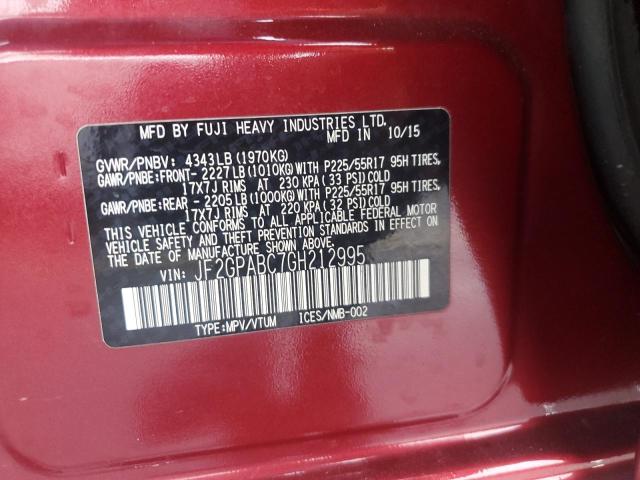 MFD BY FUJI HEAVY INDUSTRIES LTD.
MFD IN 10/15
GVWR/PNBV: 4343LB(1970KG)
GAWR/PNBE:FRONT- 2227LB(1010KG)WITH P225/55R17 95H TIRES,
17X7J RIMS AT 230 KPA(33 PSI)COLD
GAWR/PNBE:REAR - 2205LB(1000KG)WITH P225/55R17 95H TIRES,
17X7J RIMS AT 220 KPA(32 PSI)COLD
THIS VEHICLE CONFORMS TO ALL APPLICABLE FEDERAL MOTOR
VEHICLE SAFETY AND THEFT PREVENTION STANDARDS IN EFFECT ON
THE DATE OF MANUFACTURE SHOWN ABOVE.
VIN: JF2GPABC7GH212995
TYPE:MPV/VTUM ICES/NMB-002